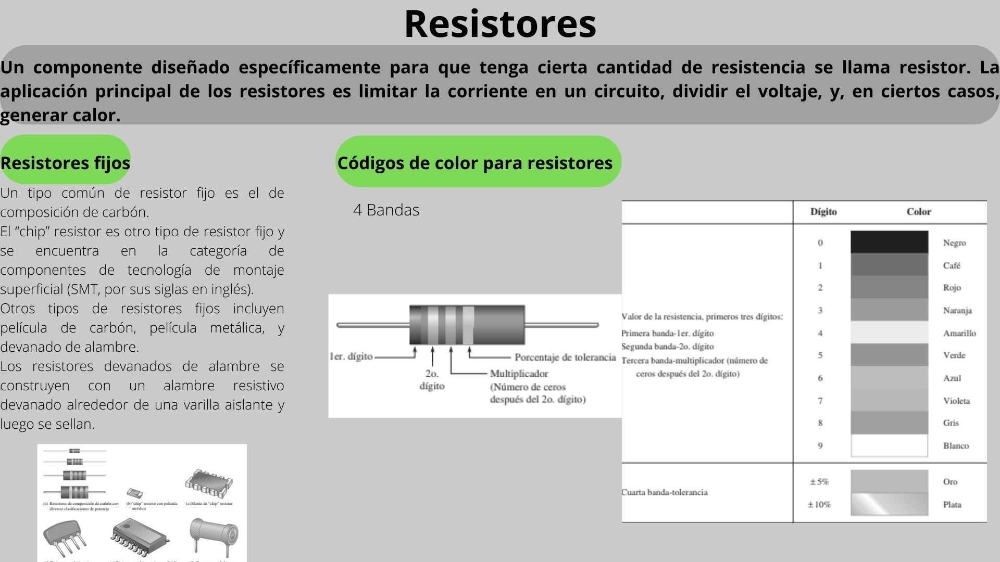 Resistores
Un componente diseñado específicamente para que tenga cierta cantidad de resistencia se llama resistor. La
aplicación principal de los resistores es limitar la corriente en un circuito, dividir el voltaje, y, en ciertos casos,
generar calor.
Resistores fijos
Un tipo común de resistor fijo es el de
composición de carbón.
El “chip” resistor es otro tipo de resistor fijo y
se encuentra en la categoría de
componentes de tecnología de montaje
superficial (SMT, por sus siglas en inglés).
Otros tipos de resistores fijos incluyen
película de carbón, película metálica, y
devanado de alambre.
Los resistores devanados de alambre se
construyen con un alambre resistivo
devanado alrededor de una varilla aislante y
luego se sellan.
(a) Resistores de composición de carbón con
diversas clasificaciones de potencia
(b) “chip” resistor con película
metálica
(c) Matriz de “chip” resistor
Códigos de color para resistores
4 Bandas
1er. dígito
2o.
dígito
Multiplicador
(Número de ceros
después del 2o. dígito)
Porcentaje de tolerancia
Dígito Color
Valor de la resistencia, primeros tres dígitos:
Primera banda-1er. dígito
Segunda banda-2o. dígito
Tercera banda-multiplicador (número de
ceros después del 2o. dígito)
0 Negro
1 Café
2 Rojo
3 Naranja
4 Amarillo
5 Verde
6 Azul
7 Violeta
8 Gris
9 Blanco
Cuarta banda-tolerancia
±5% Oro
±10% Plata